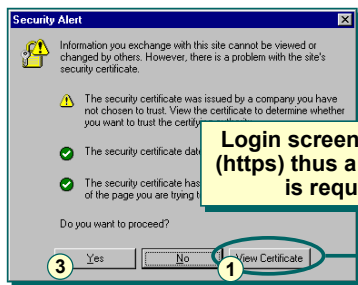 Security Alert
Information you exchange with this site cannot be viewed or
changed by others. However, there is a problem with the site's
security certificate.
The security certificate was issued by a company you have
not chosen to trust. View the certificate to determine whether
you want to trust the certifying
The security certificate
The security certificate has
of the page you are trying
Login screen
(https) thus a
is requ
Do you want to proceed?
3 Yes
No
1 View Certificate